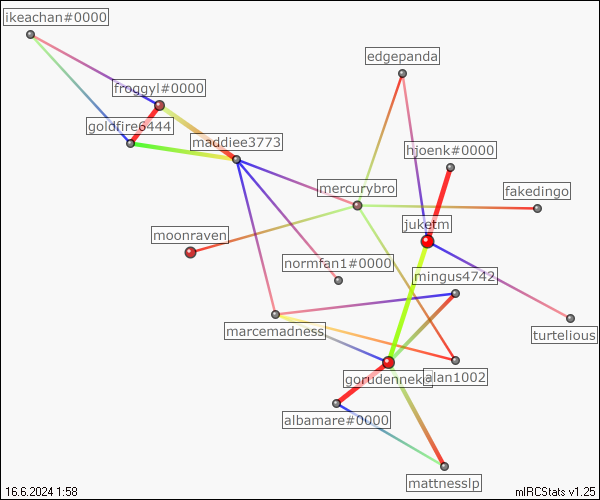 ikeachan#0000
edgepanda
froggyl#0000
goldfire6444
maddiee3773
hjoenk#0000
mercurybro
fakedingo
juketm
moonraven
normfan1#0000
mingus4742
marcemadness
turtelious
alan1002
albamare#0000
mattnesslp
16.6.2024 1:58
mIRCStats v1.25